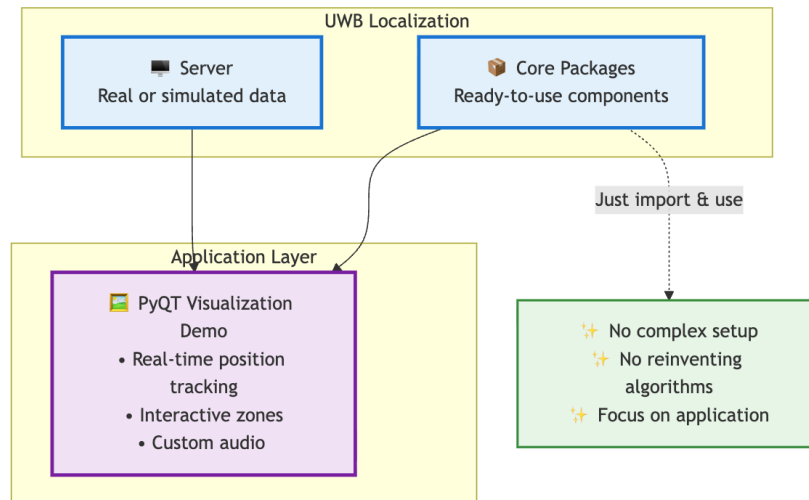 UWB Localization
🖥️ Server
Real or simulated data
📦 Core Packages
Ready-to-use components
Just import & use
Application Layer
🖼️ PyQT Visualization
Demo
• Real-time position
tracking
• Interactive zones
• Custom audio
✨ No complex setup
✨ No reinventing
algorithms
✨ Focus on application